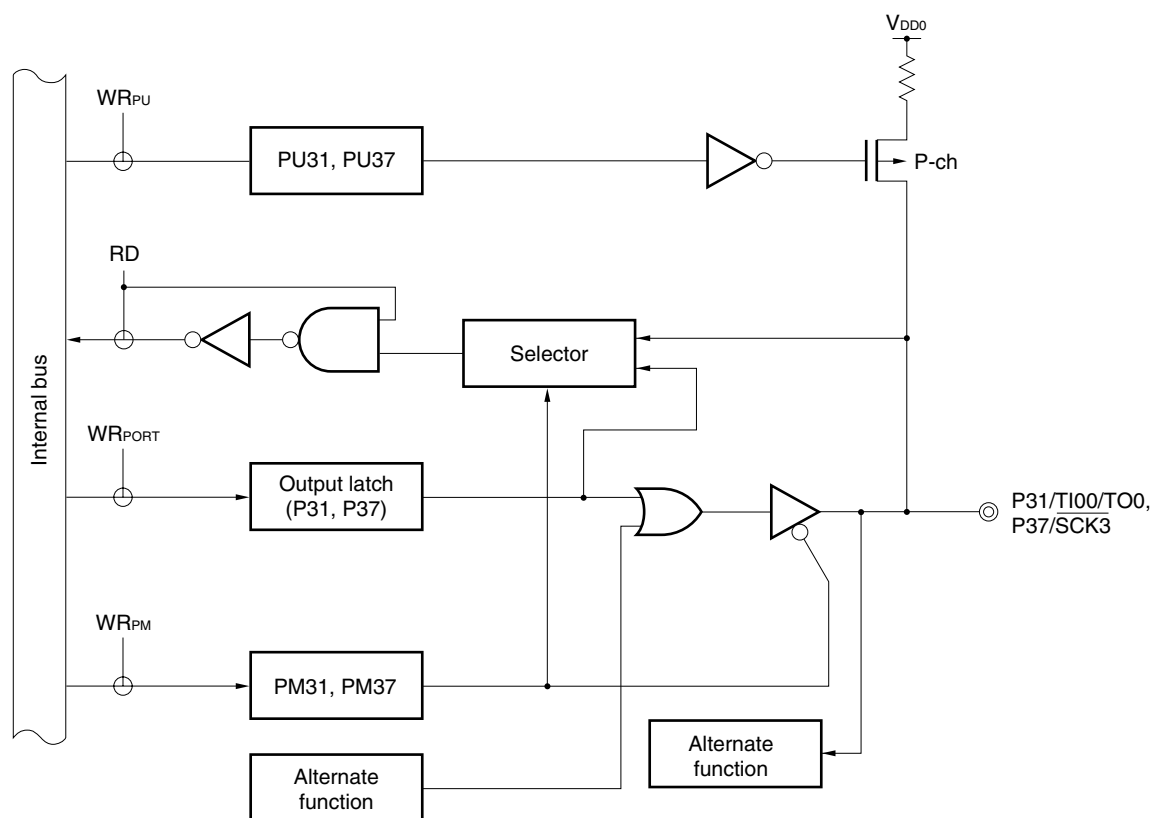 VDD0
WRPU
PU31, PU37
P-ch
RD
Selector
Internal bus
WRPORT
Output latch
(P31, P37)
P31/TI00/TO0,
P37/S̅C̅K̅3̅
WRPM
PM31, PM37
Alternate
function
Alternate
function